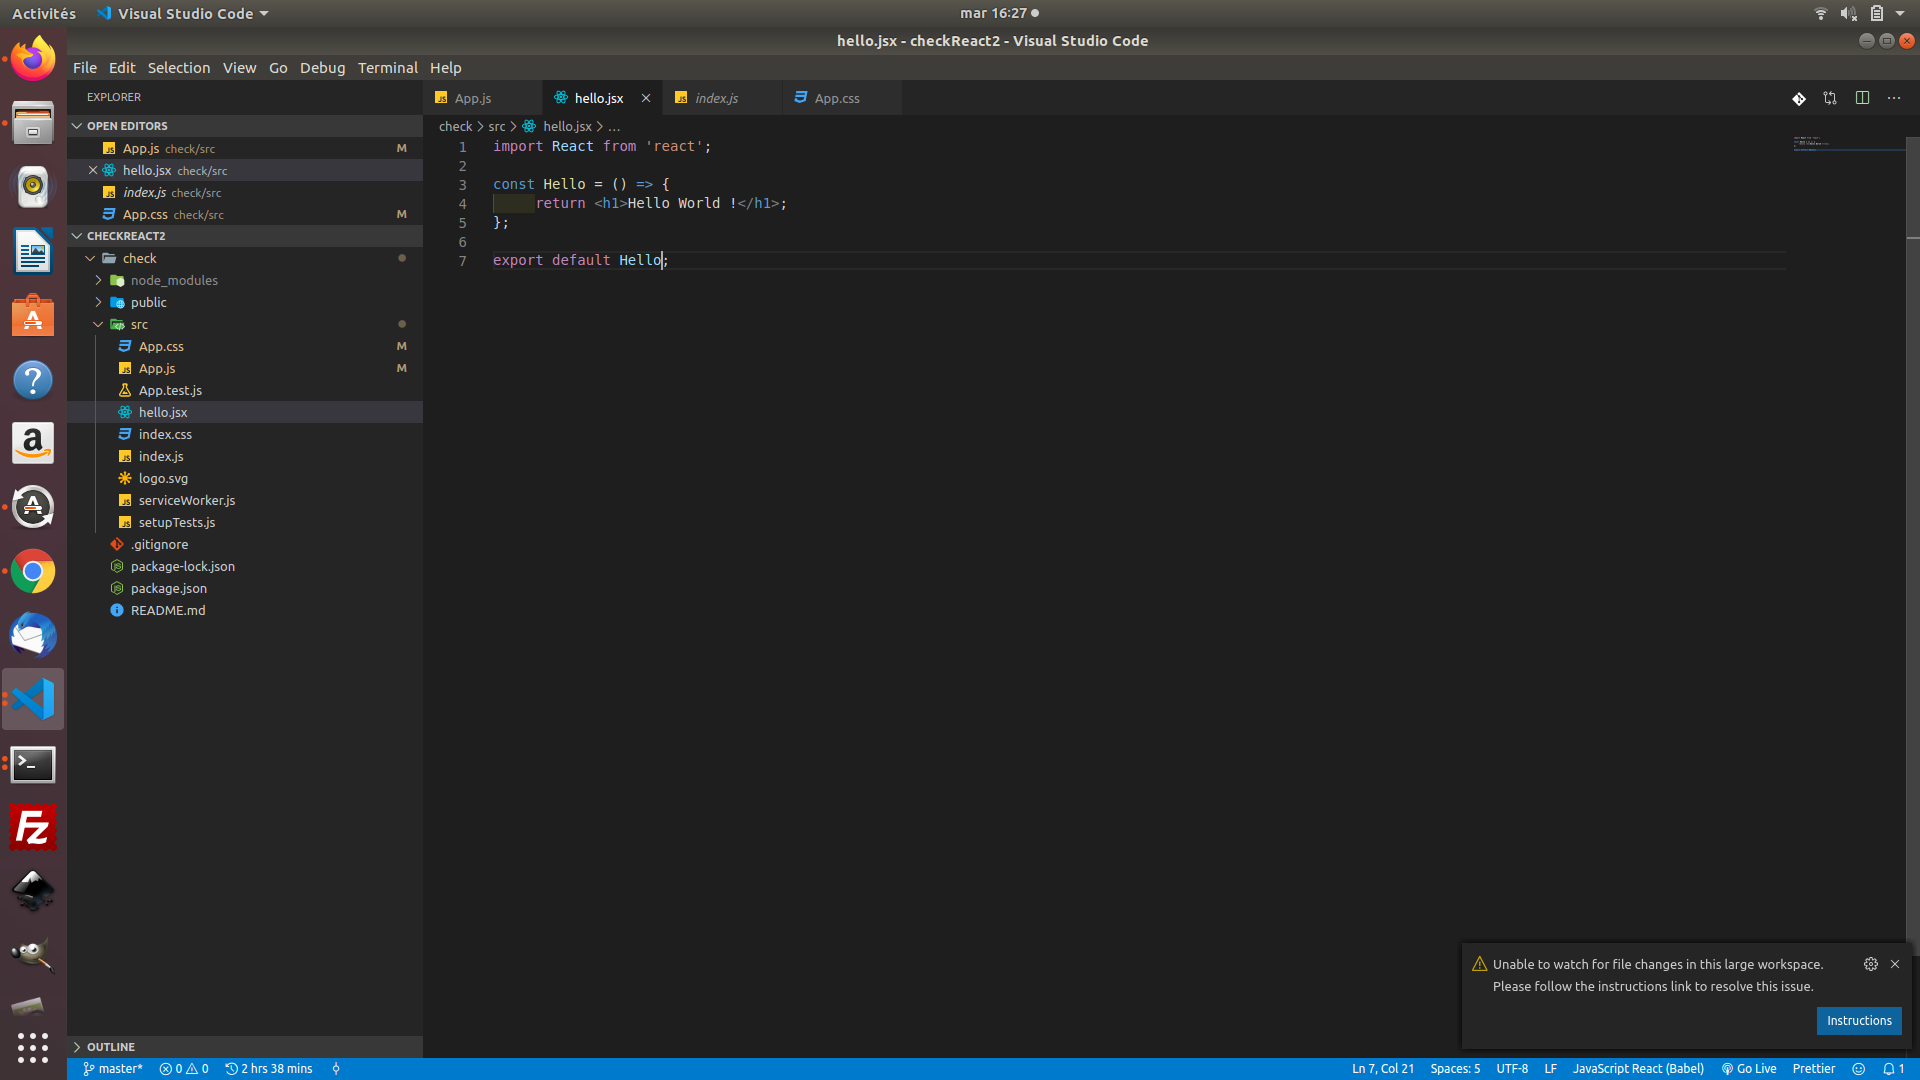 Activités
Visual Studio Code
mar 16:27
hello.jsx - checkReact2 - Visual Studio Code
File Edit Selection View Go Debug Terminal Help
EXPLORER
OPEN EDITORS
App.js check/src M
hello.jsx check/src
index.js check/src
App.css check/src M
CHECKREACT2
check
node_modules
public
src
App.css M
App.js M
App.test.js
hello.jsx
index.css
index.js
logo.svg
serviceWorker.js
setupTests.js
.gitignore
package-lock.json
package.json
README.md
OUTLINE
App.js
hello.jsx
index.js
App.css
check > src > hello.jsx > ...
1 import React from 'react';
2
3 const Hello = () => {
4 return <h1>Hello World !</h1>;
5 };
6
7 export default Hello;
Unable to watch for file changes in this large workspace.
Please follow the instructions link to resolve this issue.
Instructions
master* 0 0 2 hrs 38 mins
Ln 7, Col 21 Spaces: 5 UTF-8 LF JavaScript React (Babel) Go Live Prettier 1